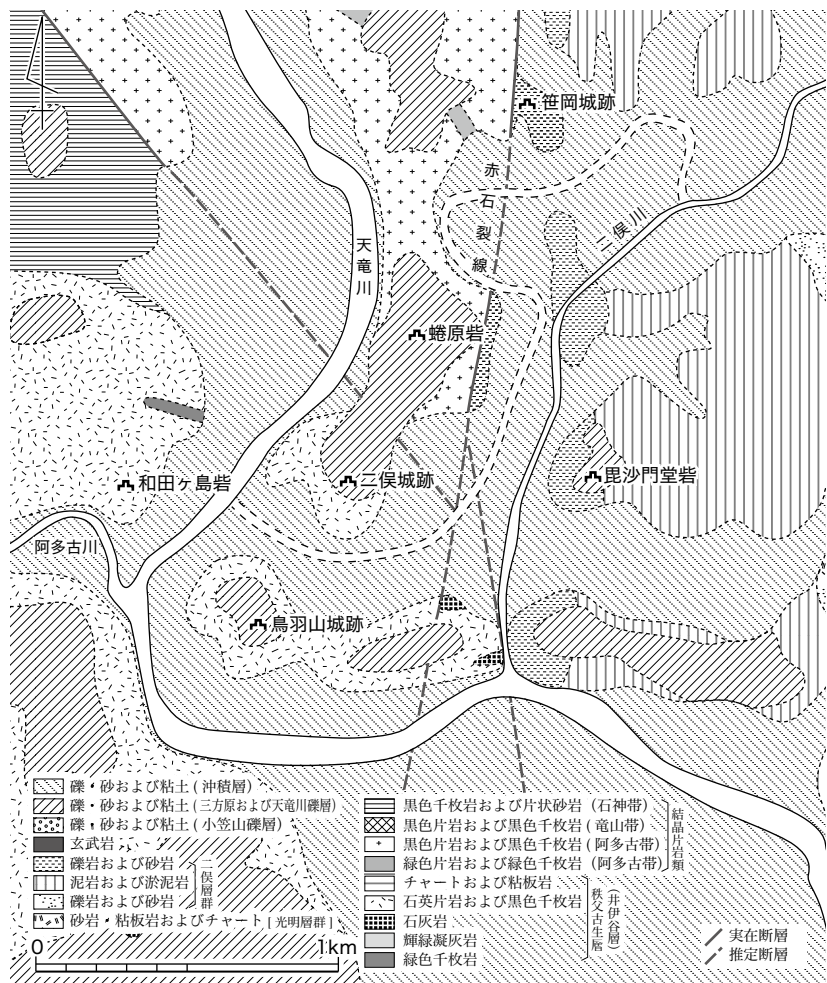 笹岡城跡
赤石裂線
二俣川
天竜川
蜷原砦
和田ヶ島砦
二俣城跡
毘沙門堂砦
阿多古川
鳥羽山城跡
礫・砂および粘土(沖積層)
礫・砂および粘土(三方原および天竜川礫層)
礫・砂および粘土(小笠山礫層)
玄武岩
礫岩および砂岩
泥岩および淤泥岩
礫岩および砂岩
二俣層群
砂岩・粘板岩およびチャート[光明層群]
0 1km
黒色千枚岩および片状砂岩(石神帯)
黒色片岩および黒色千枚岩(竜山帯)
黒色片岩および黒色千枚岩(阿多古帯)
緑色片岩および緑色千枚岩(阿多古帯)
結晶片岩類
チャートおよび粘板岩
石英片岩および黒色千枚岩
石灰岩
輝緑凝灰岩
緑色千枚岩
秩父古生層
(井伊谷層)
実在断層
推定断層